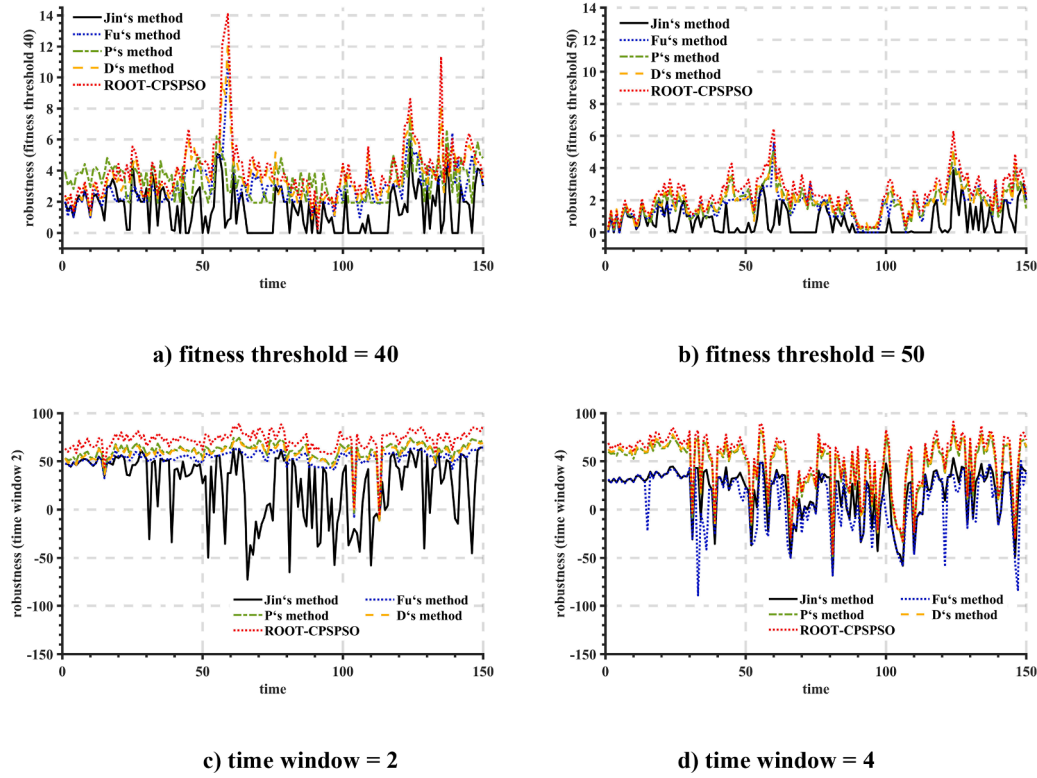 robustness (fitness threshold 40)
14
12
10
8
6
4
2
0
Jin‘s method
Fu‘s method
P‘s method
D‘s method
ROOT-CPSPSO
0 50 100 150
time
a) fitness threshold = 40
robustness (fitness threshold 50)
14
12
10
8
6
4
2
0
Jin‘s method
Fu‘s method
P‘s method
D‘s method
ROOT-CPSPSO
0 50 100 150
time
b) fitness threshold = 50
robustness (time window 2)
100
50
0
-50
-100
-150
Jin‘s method Fu‘s method
P‘s method D‘s method
ROOT-CPSPSO
0 50 100 150
time
c) time window = 2
robustness (time window 4)
100
50
0
-50
-100
-150
Jin‘s method Fu‘s method
P‘s method D‘s method
ROOT-CPSPSO
0 50 100 150
time
d) time window = 4